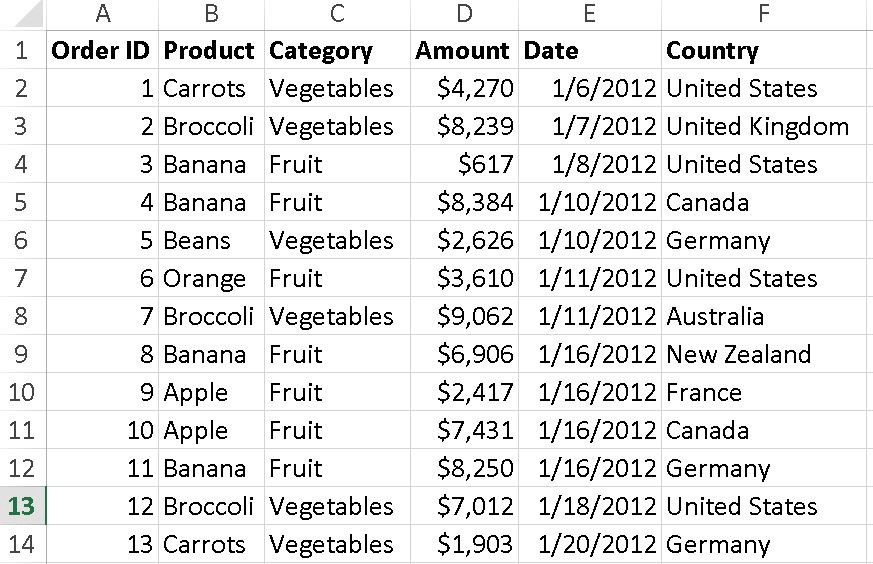 A B C D E F
1 Order ID Product Category Amount Date Country
2 1 Carrots Vegetables $4,270 1/6/2012 United States
3 2 Broccoli Vegetables $8,239 1/7/2012 United Kingdom
4 3 Banana Fruit $617 1/8/2012 United States
5 4 Banana Fruit $8,384 1/10/2012 Canada
6 5 Beans Vegetables $2,626 1/10/2012 Germany
7 6 Orange Fruit $3,610 1/11/2012 United States
8 7 Broccoli Vegetables $9,062 1/11/2012 Australia
9 8 Banana Fruit $6,906 1/16/2012 New Zealand
10 9 Apple Fruit $2,417 1/16/2012 France
11 10 Apple Fruit $7,431 1/16/2012 Canada
12 11 Banana Fruit $8,250 1/16/2012 Germany
13 12 Broccoli Vegetables $7,012 1/18/2012 United States
14 13 Carrots Vegetables $1,903 1/20/2012 Germany